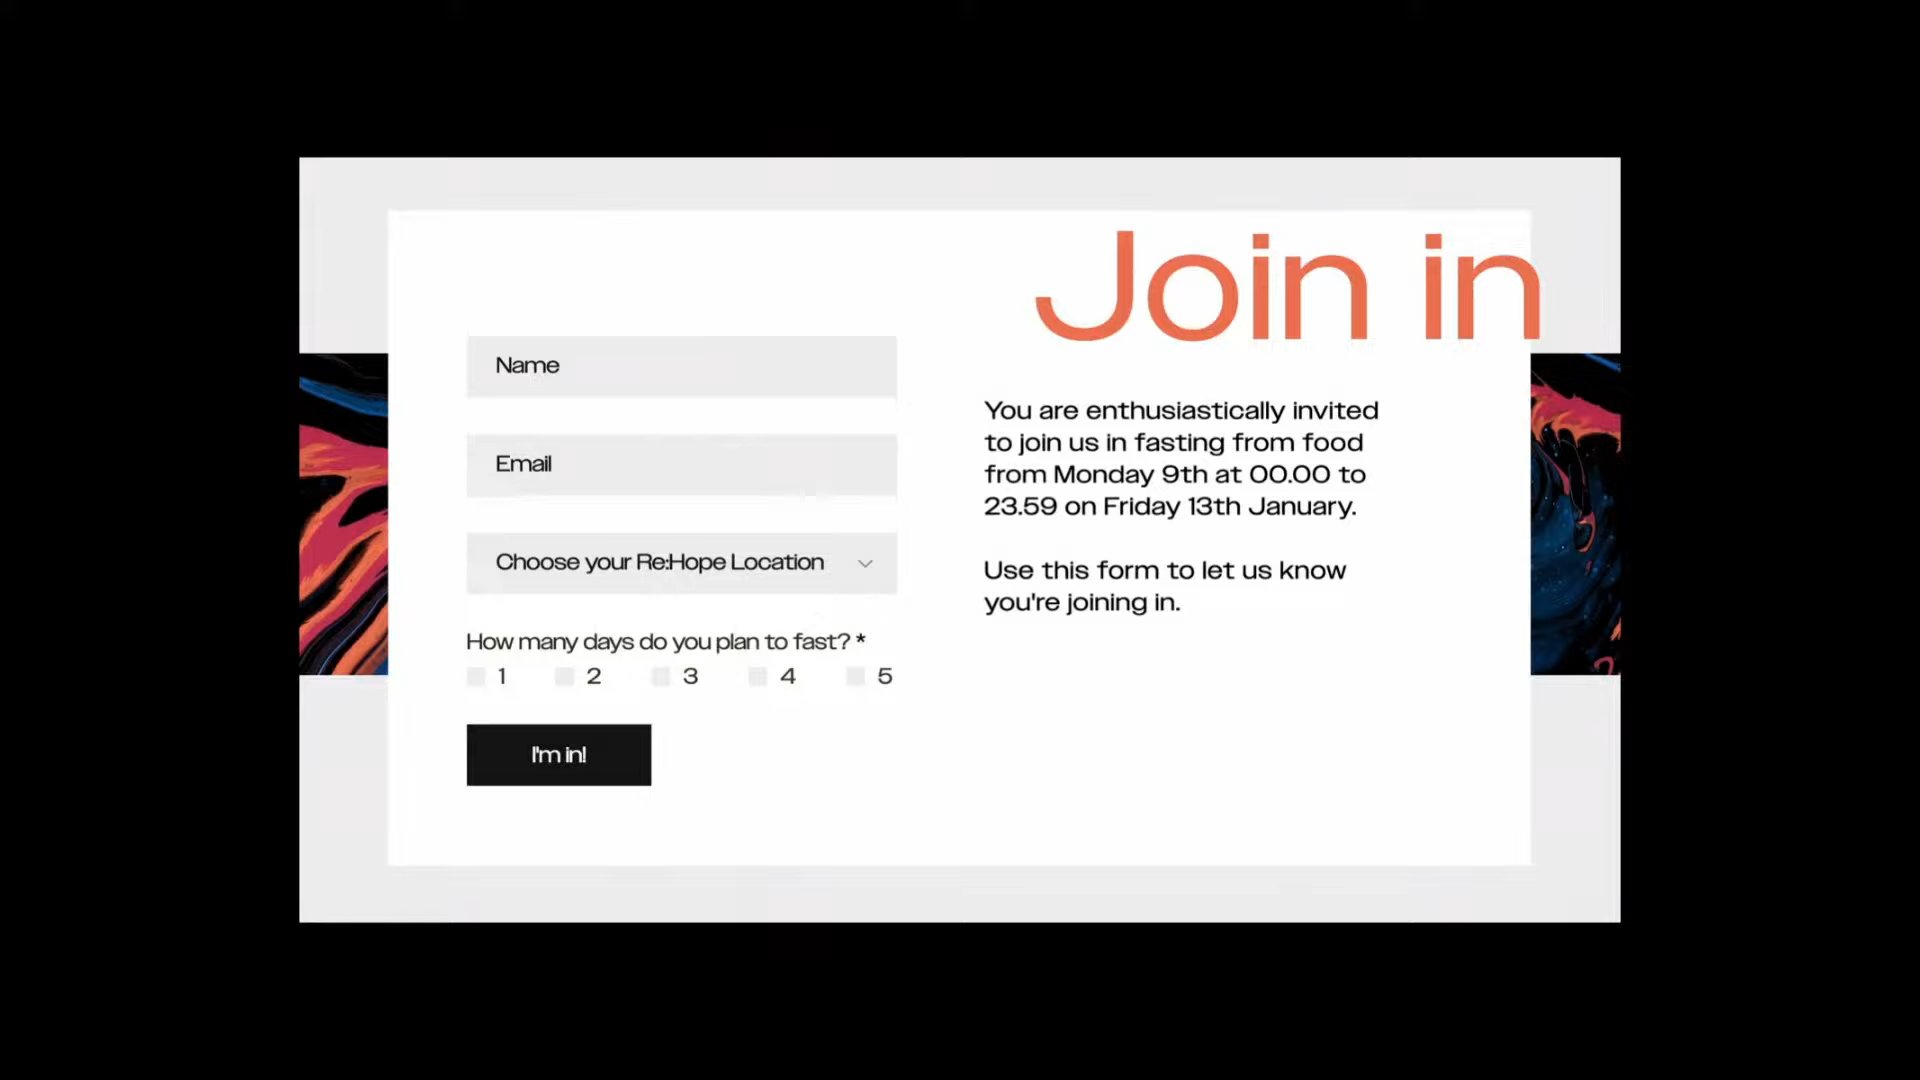 Join in
Name
Email
Choose your Re:Hope Location
How many days do you plan to fast? *
1 2 3 4 5
I'm in!
You are enthusiastically invited
to join us in fasting from food
from Monday 9th at 00.00 to
23.59 on Friday 13th January.
Use this form to let us know
you're joining in.